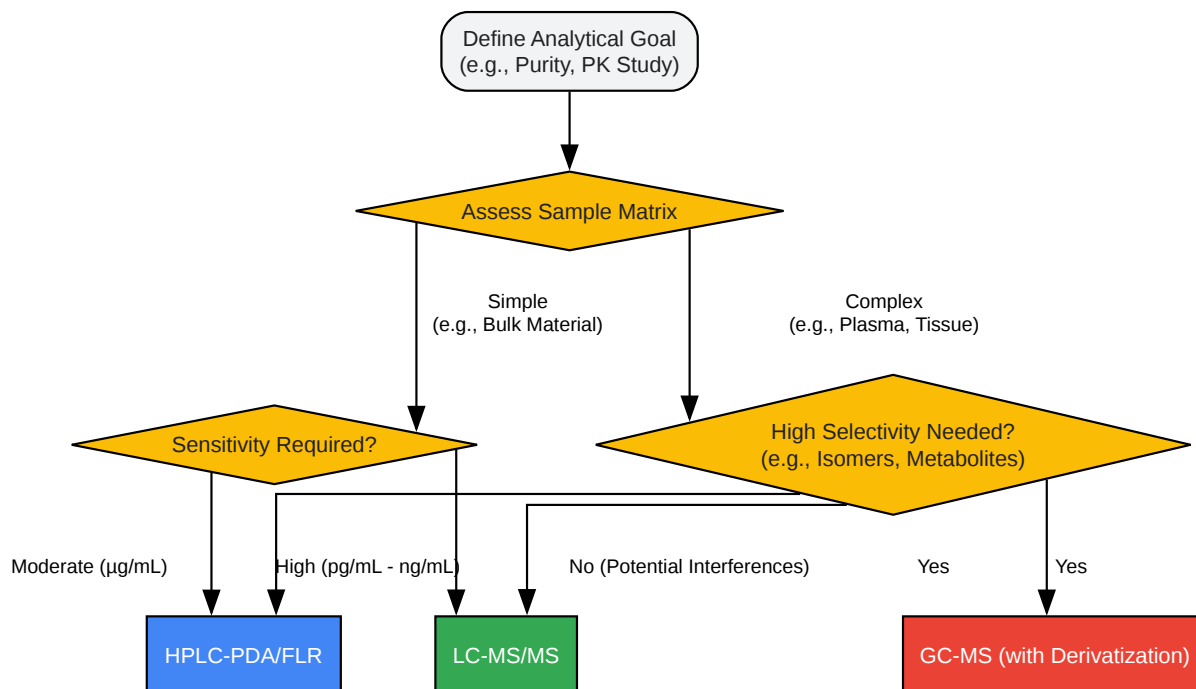 Define Analytical Goal
(e.g., Purity, PK Study)
Assess Sample Matrix
Simple
(e.g., Bulk Material)
Complex
(e.g., Plasma, Tissue)
Sensitivity Required?
High Selectivity Needed?
(e.g., Isomers, Metabolites)
Moderate (µg/mL)
High (pg/mL - ng/mL)
No (Potential Interferences)
Yes
Yes
HPLC-PDA/FLR
LC-MS/MS
GC-MS (with Derivatization)